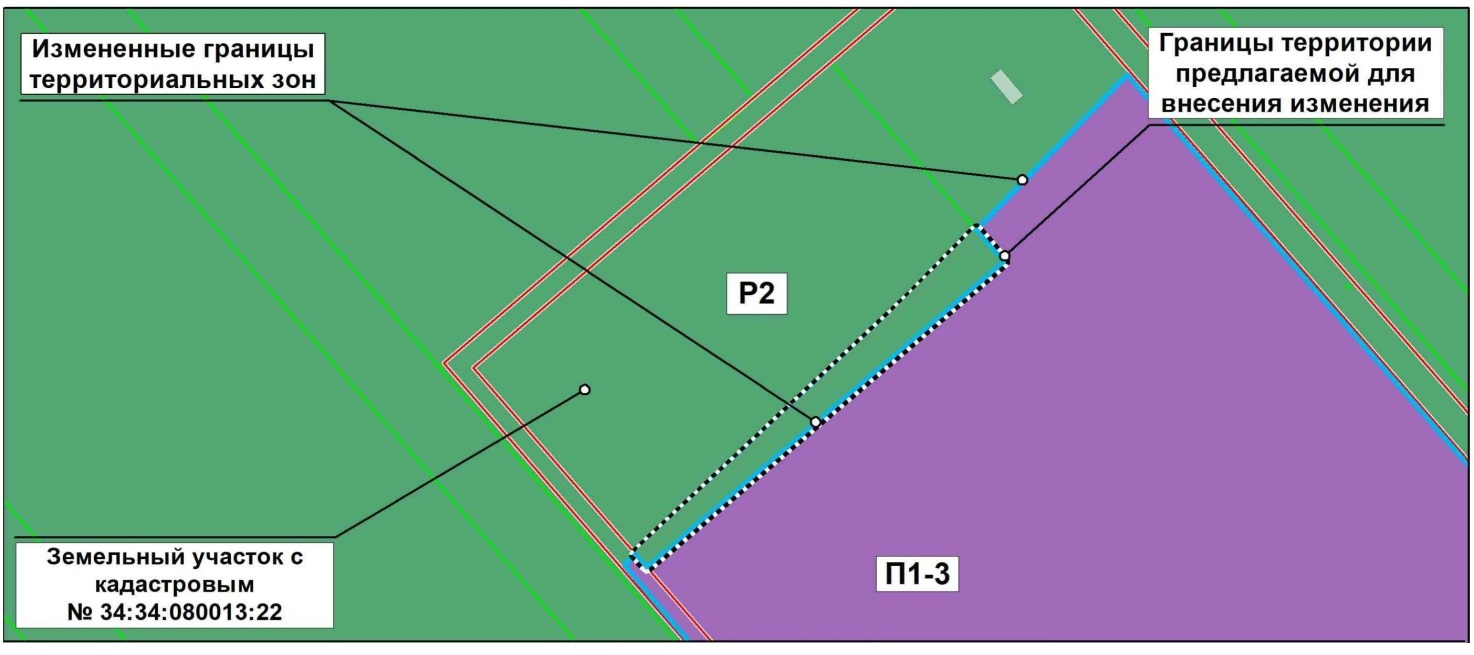 Измененные границы
территориальных зон
Границы территории
предлагаемой для
внесения изменения
Р2
П1-3
Земельный участок с
кадастровым
№ 34:34:080013:22